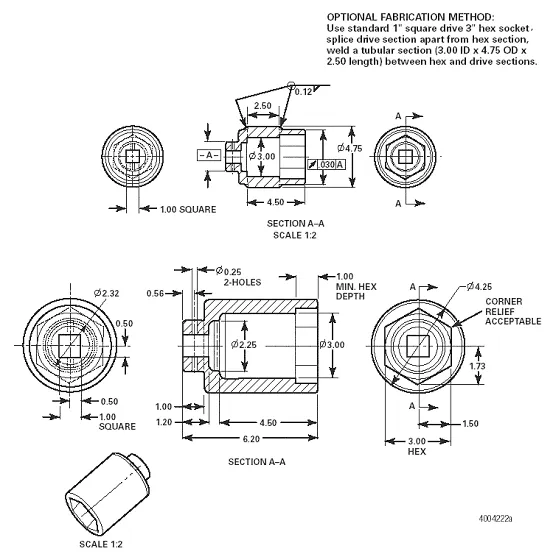 OPTIONAL FABRICATION METHOD:
Use standard 1" square drive 3" hex socket-
splice drive section apart from hex section,
weld a tubular section (3.00 ID x 4.75 OD x
2.50 length) between hex and drive sections.
0.12
2.50
A
-A-
Ø3.00
.030 A
Ø4.75
4.50
A
1.00 SQUARE
SECTION A-A
SCALE 1:2
Ø0.25
2-HOLES
1.00
MIN. HEX
DEPTH
A
Ø4.25
Ø2.32
0.56
CORNER
RELIEF
ACCEPTABLE
0.50
Ø2.25
Ø3.00
1.73
0.50
1.00
SQUARE
1.00
1.20
4.50
6.20
A
1.50
3.00
HEX
SECTION A-A
SCALE 1:2
4004222a